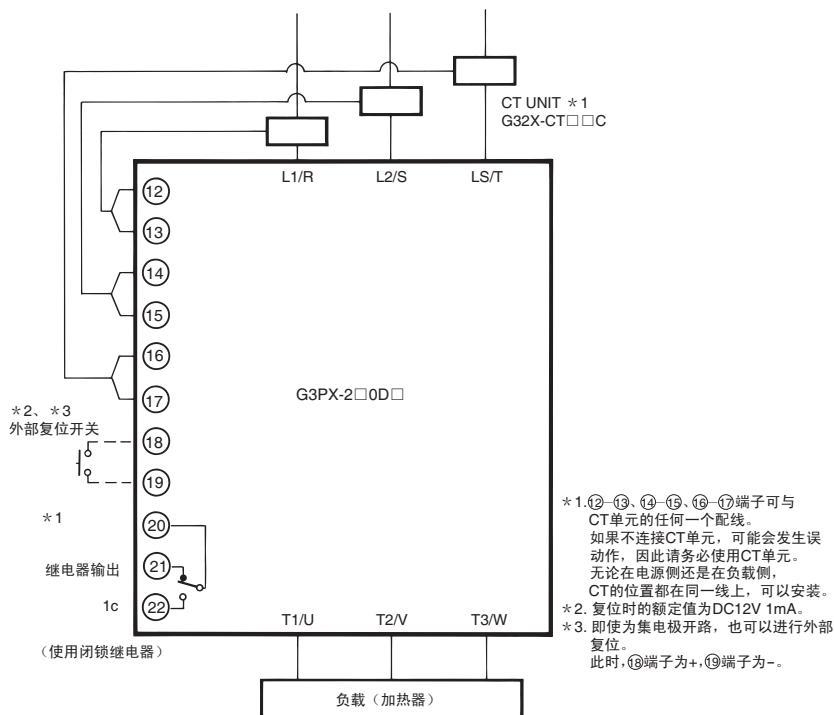 CT UNIT *1
G32X-CT□□C
L1/R L2/S LS/T
⑫
⑬
⑭
⑮
⑯
⑰
G3PX-2□0D□
*2、*3
外部复位开关
⑱
⑲
*1
⑳
继电器输出
㉑
1c
㉒
T1/U T2/V T3/W
(使用闭锁继电器)
负载(加热器)
*1.⑫–⑬、⑭–⑮、⑯–⑰端子可与
CT单元的任何一个配线。
如果不连接CT单元,可能会发生误
动作,因此请务必使用CT单元。
无论在电源侧还是在负载侧,
CT的位置都在同一线上,可以安装。
*2. 复位时的额定值为DC12V 1mA。
*3. 即使为集电极开路,也可以进行外部
复位。
此时,⑱端子为+,⑲端子为-。